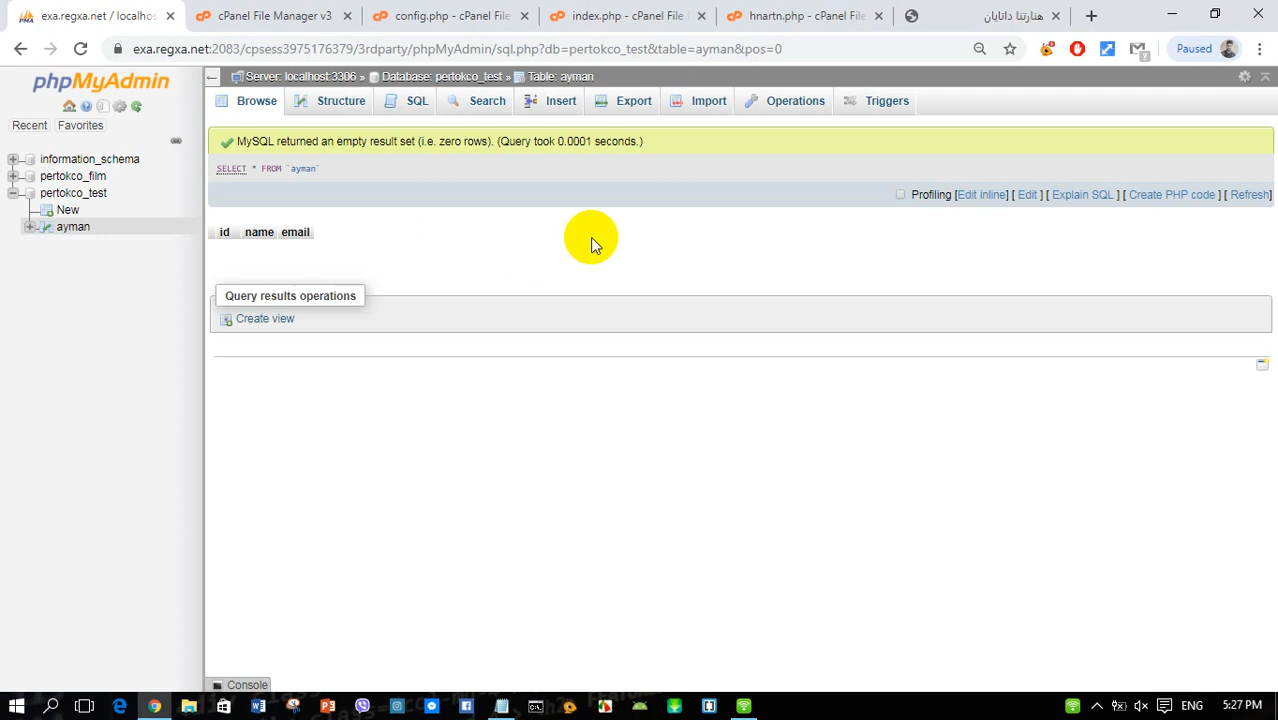 exa.regxa.net / localhos
cPanel File Manager v3
config.php - cPanel File
index.php - cPanel File
hnartn.php - cPanel File
هنارتنا داتایان
exa.regxa.net:2083/cpsess3975176379/3rdparty/phpMyAdmin/sql.php?db=pertokco_test&table=ayman&pos=0
Paused
phpMyAdmin
Recent
Favorites
information_schema
pertokco_film
pertokco_test
New
ayman
Server: localhost:3306 » Database: pertokco_test » Table: ayman
Browse
Structure
SQL
Search
Insert
Export
Import
Operations
Triggers
MySQL returned an empty result set (i.e. zero rows). (Query took 0.0001 seconds.)
SELECT * FROM `ayman`
Profiling [Edit inline] [ Edit ] [ Explain SQL ] [ Create PHP code ] [ Refresh]
id name email
Query results operations
Create view
Console
ENG
5:27 PM